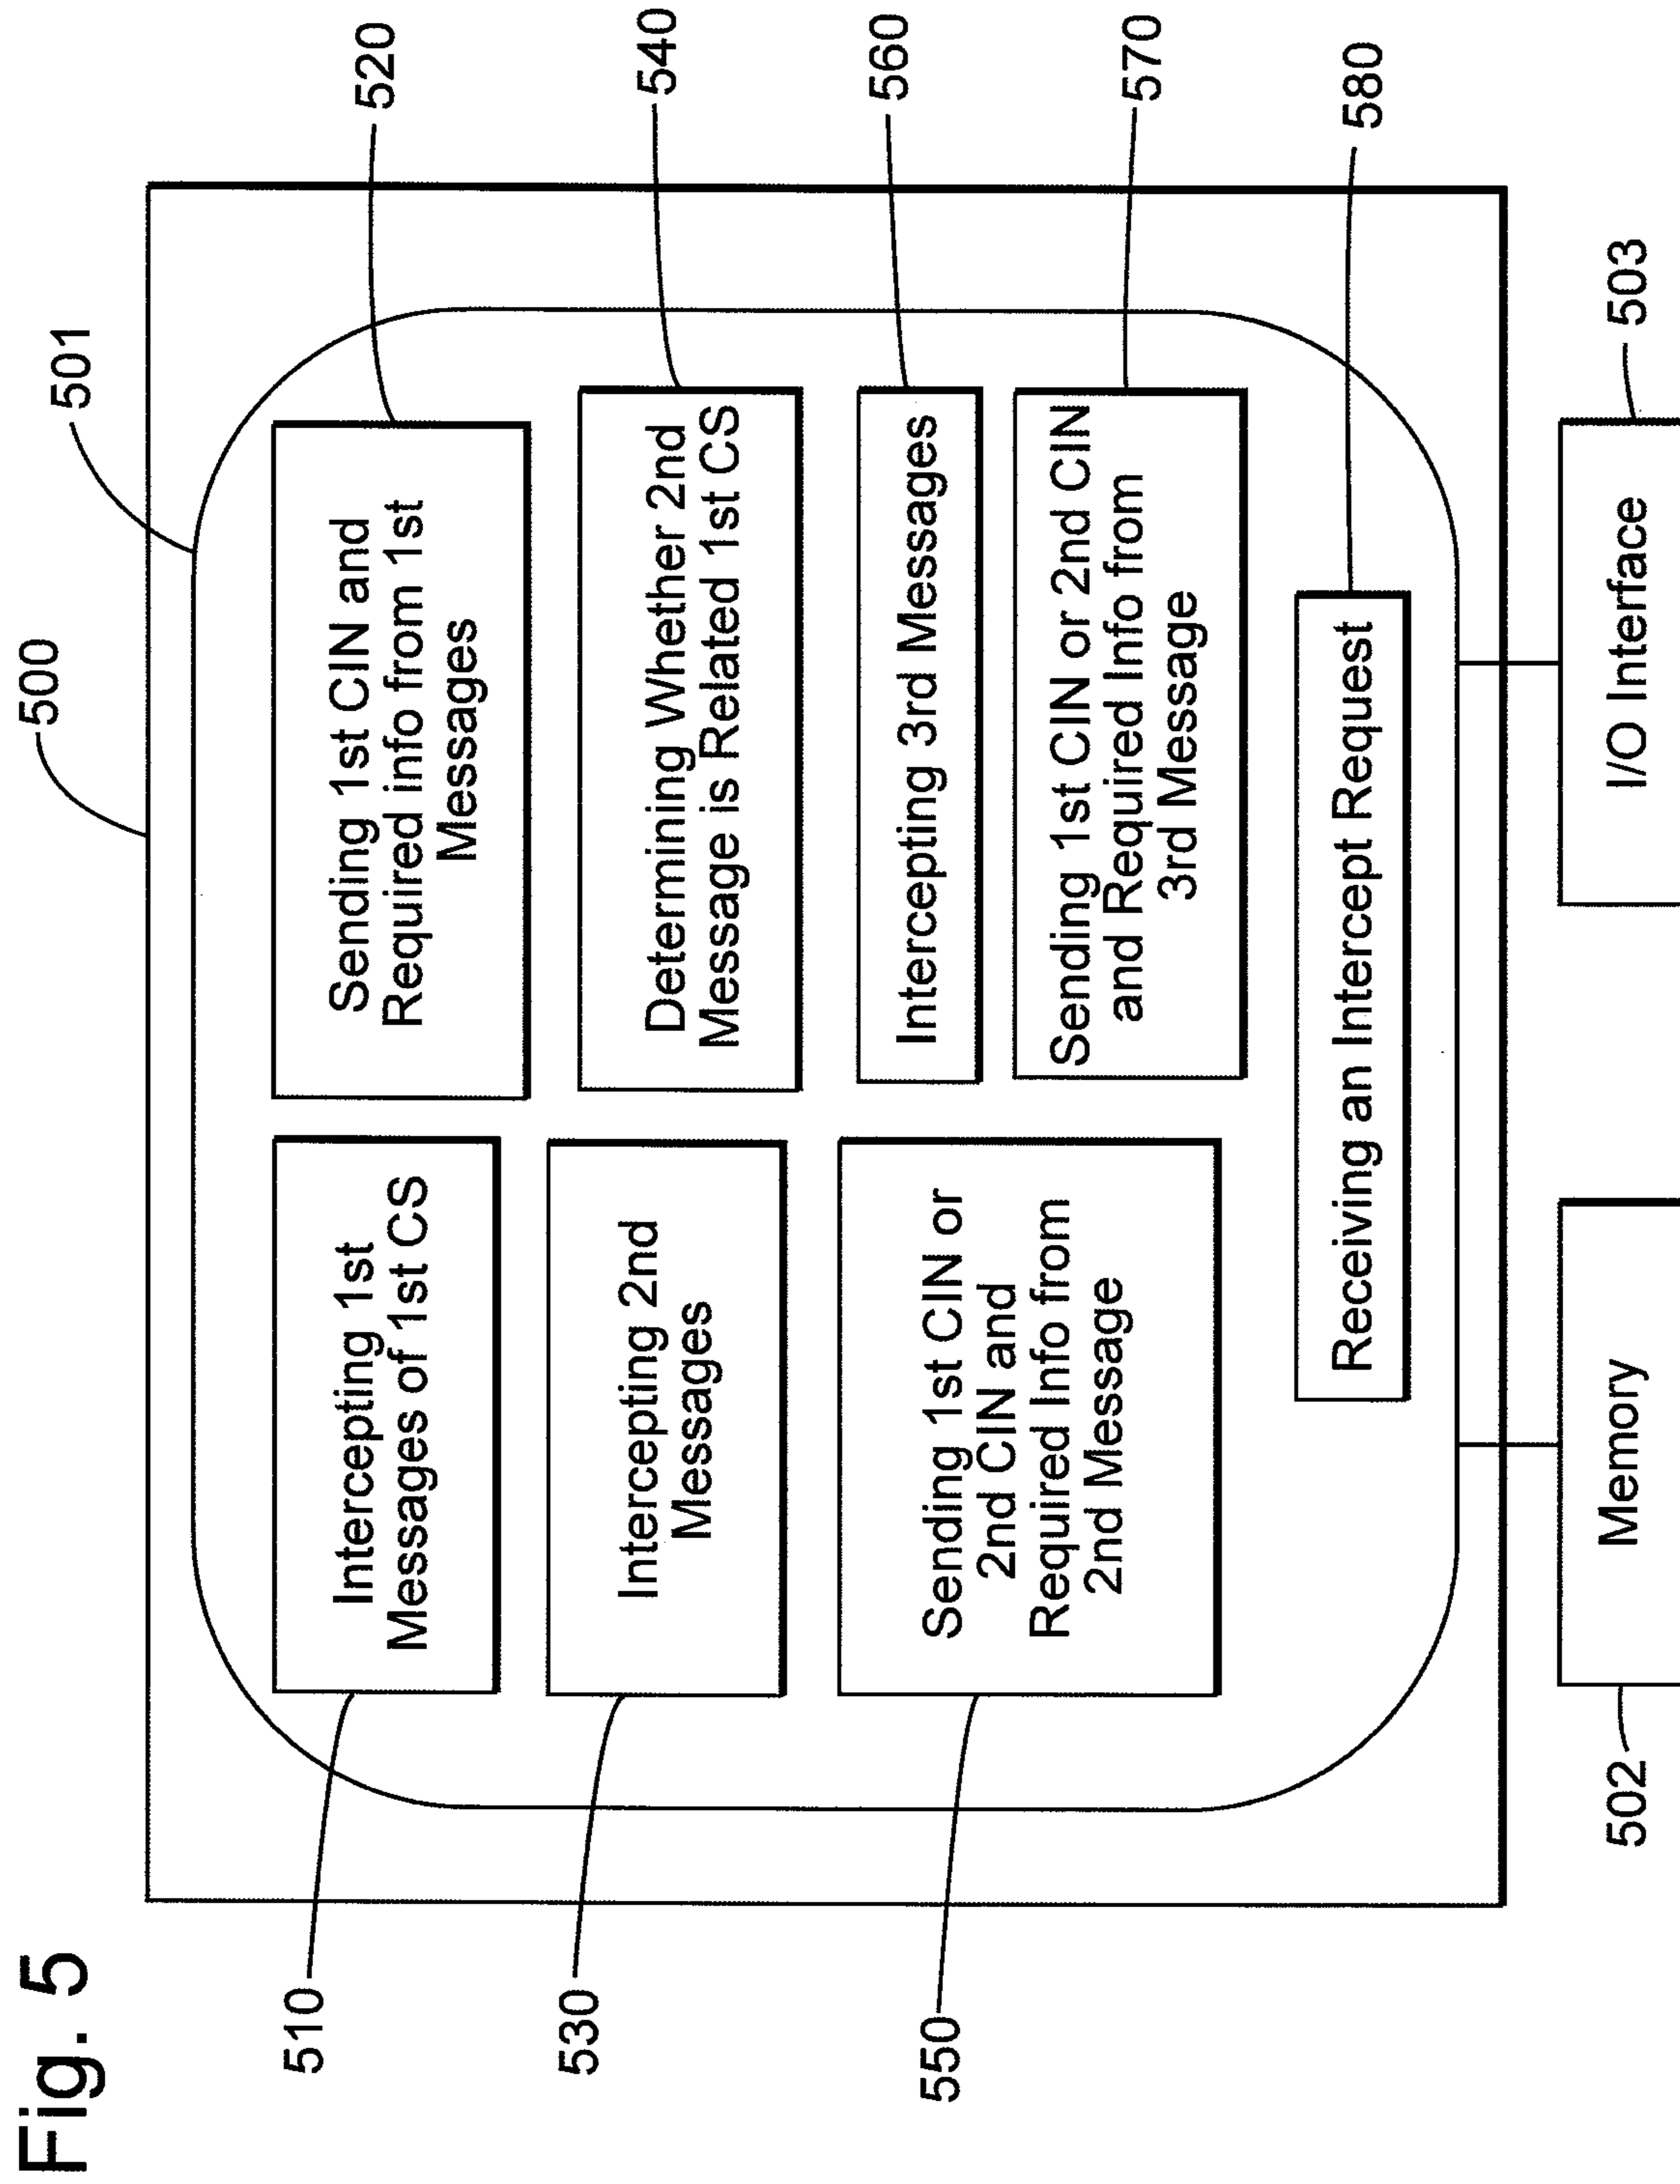 Fig. 5
500
501
510
Intercepting 1st
Messages of 1st CS
Sending 1st CIN and
Required info from 1st
Messages
520
530
Intercepting 2nd
Messages
Determining Whether 2nd
Message is Related 1st CS
540
550
Sending 1st CIN or
2nd CIN and
Required Info from
2nd Message
Intercepting 3rd Messages
560
Sending 1st CIN or 2nd CIN
and Required Info from
3rd Message
570
Receiving an Intercept Request
580
502
Memory
I/O Interface
503